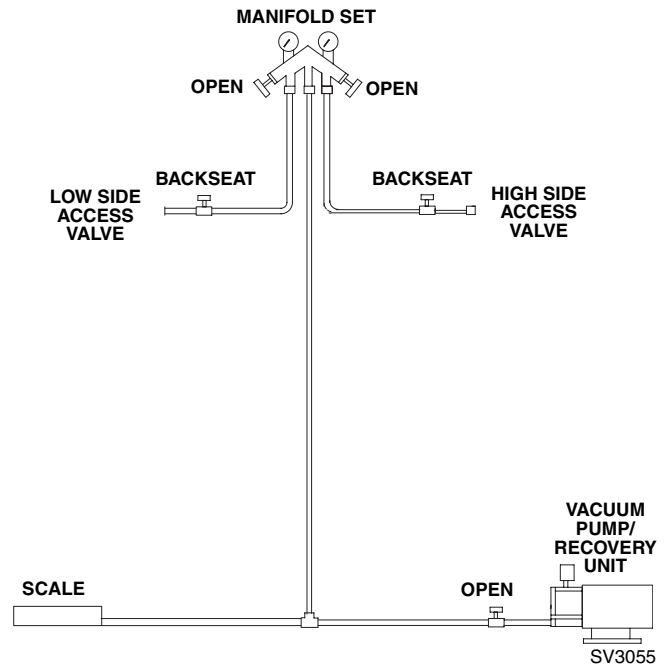 MANIFOLD SET
OPEN
OPEN
BACKSEAT
BACKSEAT
LOW SIDE
ACCESS
VALVE
HIGH SIDE
ACCESS
VALVE
VACUUM
PUMP/
RECOVERY
UNIT
SCALE
OPEN
SV3055